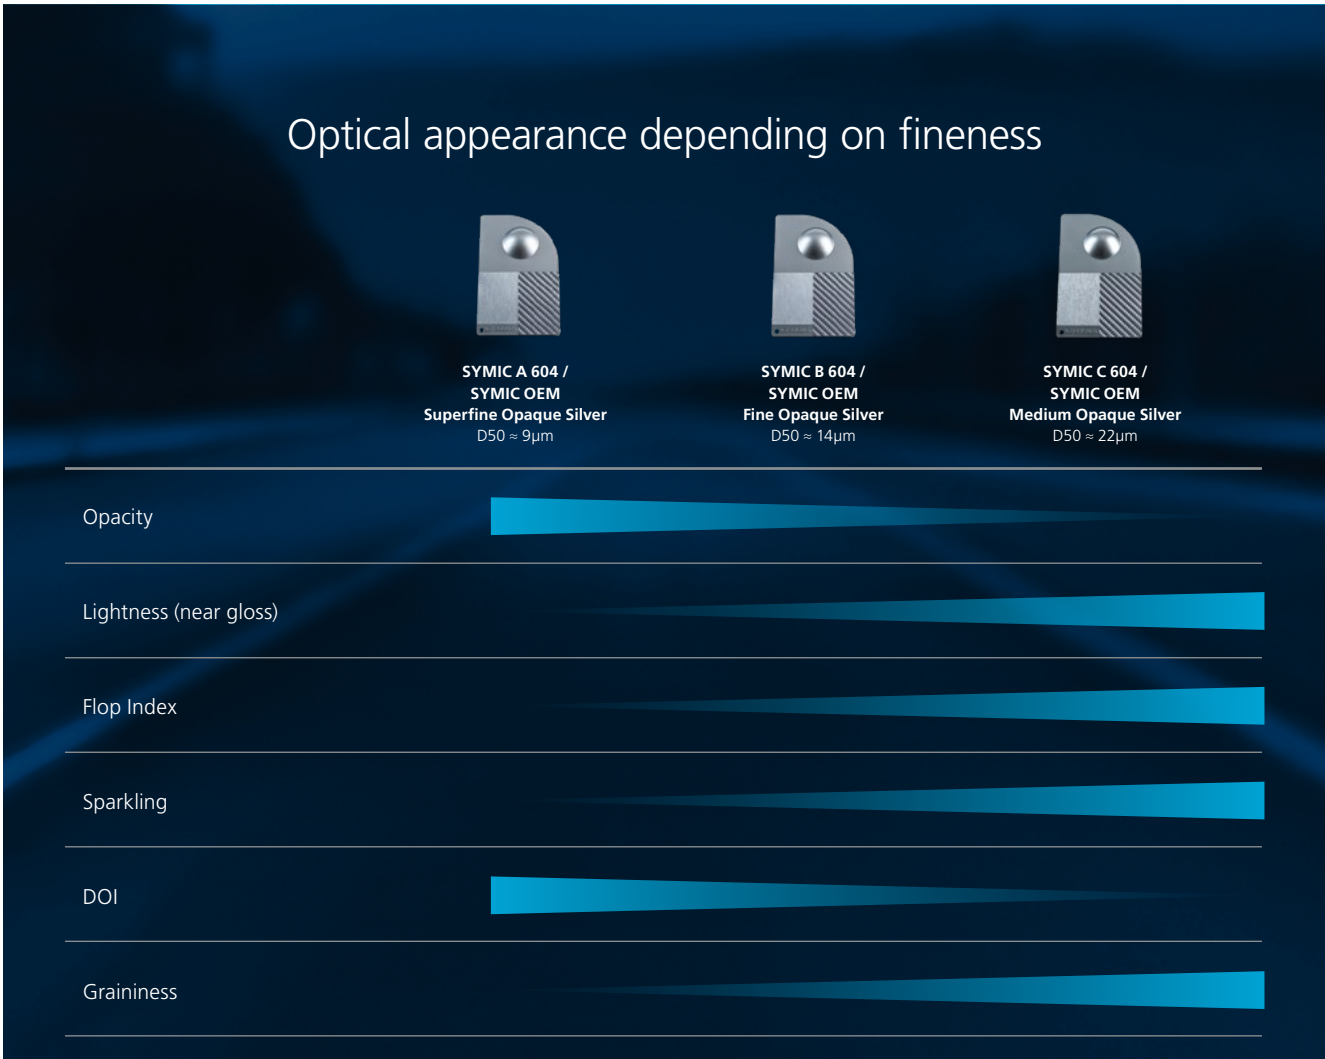 Optical appearance depending on fineness
SYMIC A 604 /
SYMIC OEM
Superfine Opaque Silver
D50 ≈ 9µm
SYMIC B 604 /
SYMIC OEM
Fine Opaque Silver
D50 ≈ 14µm
SYMIC C 604 /
SYMIC OEM
Medium Opaque Silver
D50 ≈ 22µm
Opacity
Lightness (near gloss)
Flop Index
Sparkling
DOI
Graininess